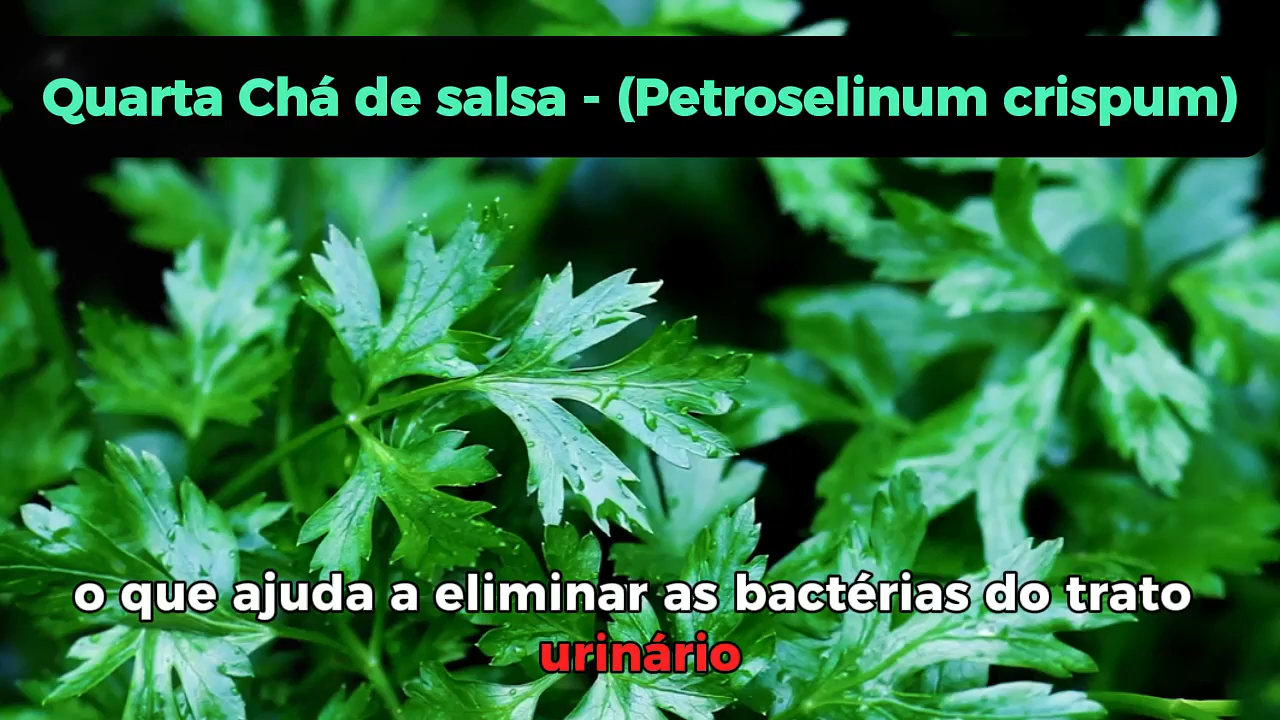 Quarta Chá de salsa - (Petroselinum crispum)
o que ajuda a eliminar as bactérias do trato
urinário